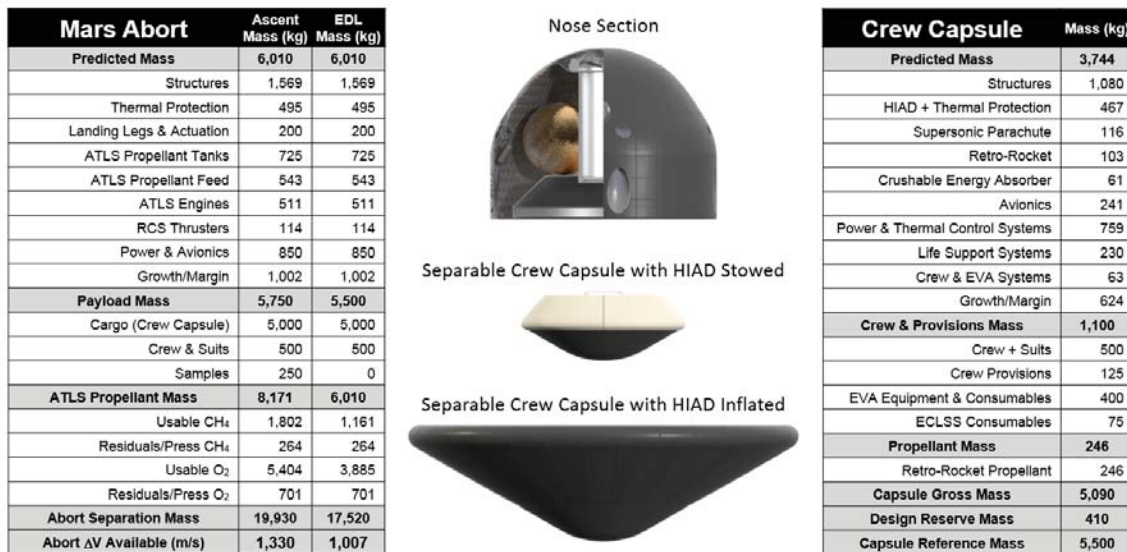 Mars Abort Ascent Mass (kg) EDL Mass (kg)
Predicted Mass 6,010 6,010
Structures 1,569 1,569
Thermal Protection 495 495
Landing Legs & Actuation 200 200
ATLS Propellant Tanks 725 725
ATLS Propellant Feed 543 543
ATLS Engines 511 511
RCS Thrusters 114 114
Power & Avionics 850 850
Growth/Margin 1,002 1,002
Payload Mass 5,750 5,500
Cargo (Crew Capsule) 5,000 5,000
Crew & Suits 500 500
Samples 250 0
ATLS Propellant Mass 8,171 6,010
Usable CH₄ 1,802 1,161
Residuals/Press CH₄ 264 264
Usable O₂ 5,404 3,885
Residuals/Press O₂ 701 701
Abort Separation Mass 19,930 17,520
Abort ΔV Available (m/s) 1,330 1,007
Nose Section
Separable Crew Capsule with HIAD Stowed
Separable Crew Capsule with HIAD Inflated
Crew Capsule Mass (kg)
Predicted Mass 3,744
Structures 1,080
HIAD + Thermal Protection 467
Supersonic Parachute 116
Retro-Rocket 103
Crushable Energy Absorber 61
Avionics 241
Power & Thermal Control Systems 759
Life Support Systems 230
Crew & EVA Systems 63
Growth/Margin 624
Crew & Provisions Mass 1,100
Crew + Suits 500
Crew Provisions 125
EVA Equipment & Consumables 400
ECLSS Consumables 75
Propellant Mass 246
Retro-Rocket Propellant 246
Capsule Gross Mass 5,090
Design Reserve Mass 410
Capsule Reference Mass 5,500